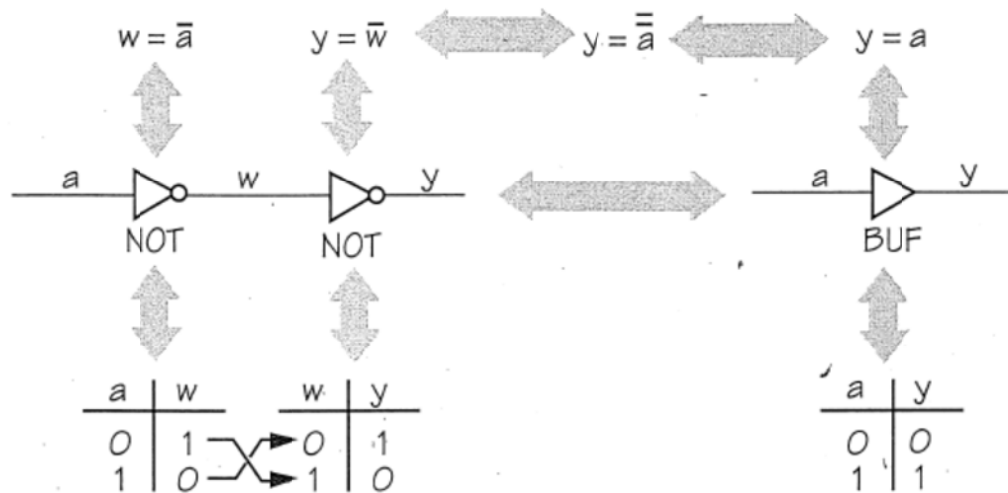 w = a̅ y = w̅ y = a̿ y = a
a w y a y
NOT NOT BUF
a w w y a y
0 1 0 1 0 0
1 0 1 0 1 1